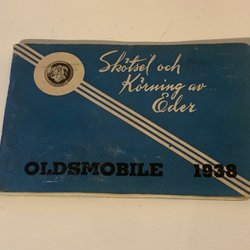 Skötsel och
Körning av
Eder
OLDSMOBILE 1938